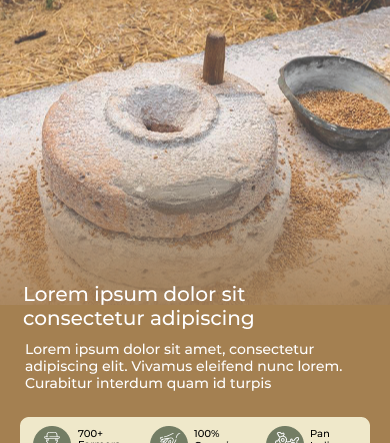 Lorem ipsum dolor sit
consectetur adipiscing
Lorem ipsum dolor sit amet, consectetur
adipiscing elit. Vivamus eleifend nunc lorem.
Curabitur interdum quam id turpis
700+
100%
Pan